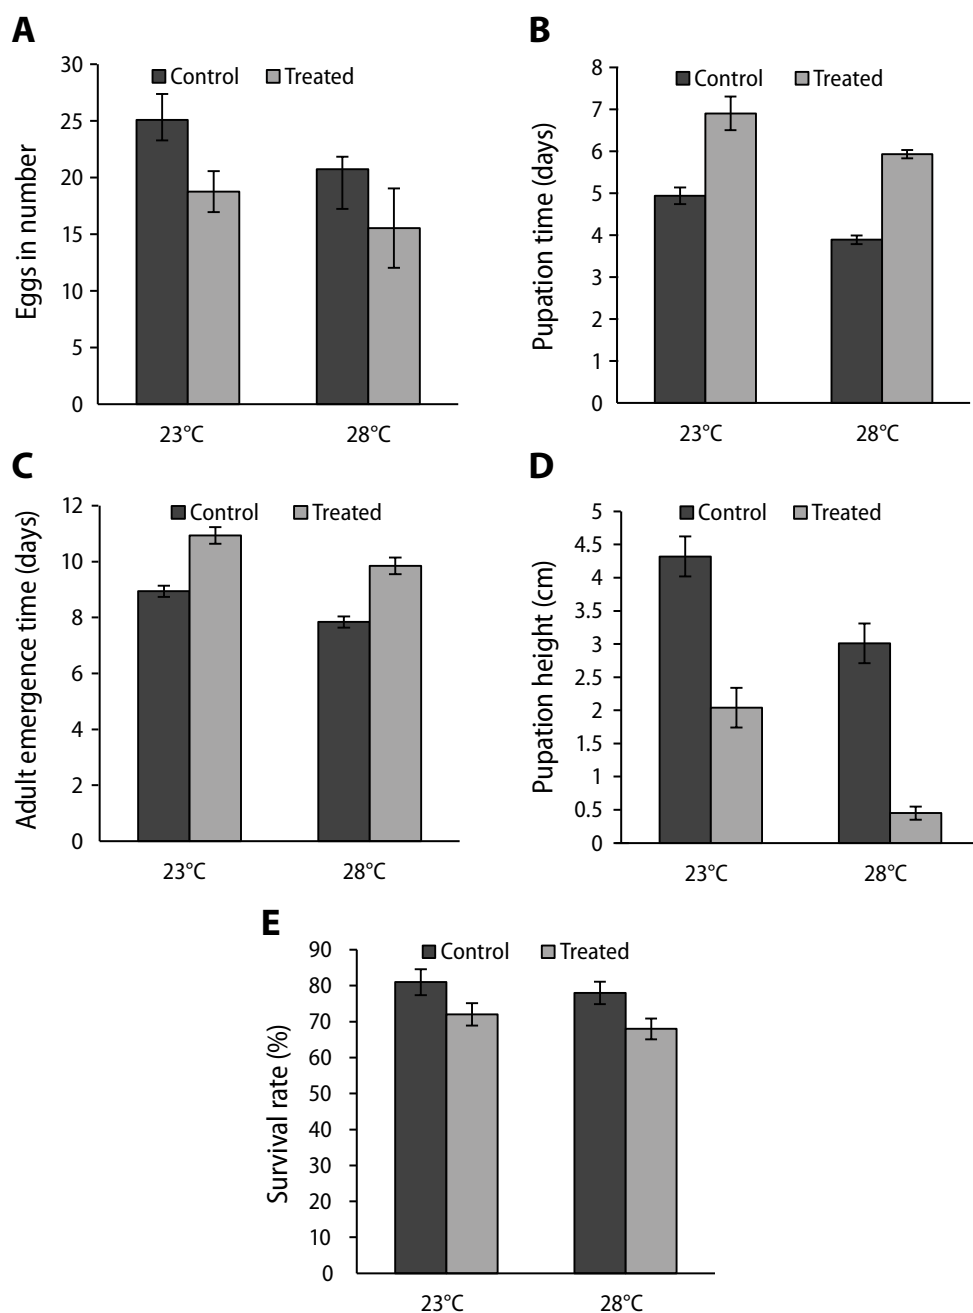 A
Eggs in number
Control Treated
30
25
20
15
10
5
0
23°C 28°C
B
Pupation time (days)
Control Treated
8
7
6
5
4
3
2
1
0
23°C 28°C
C
Adult emergence time (days)
Control Treated
12
10
8
6
4
2
0
23°C 28°C
D
Pupation height (cm)
Control Treated
5
4.5
4
3.5
3
2.5
2
1.5
1
0.5
0
23°C 28°C
E
Survival rate (%)
Control Treated
90
80
70
60
50
40
30
20
10
0
23°C 28°C